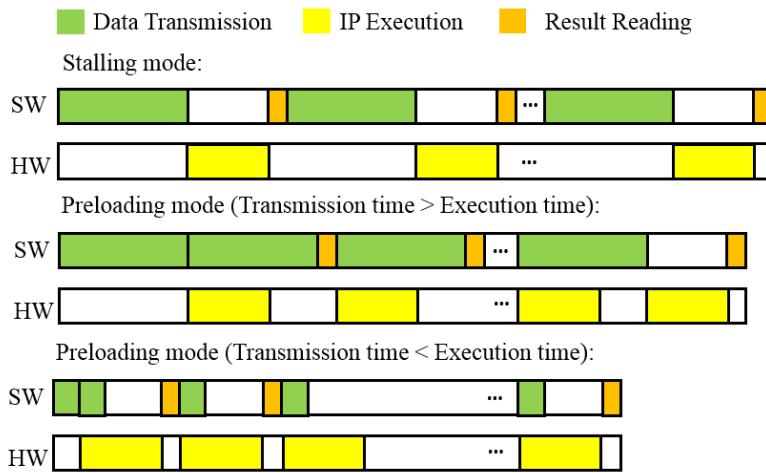 Data Transmission IP Execution Result Reading
Stalling mode:
SW ...
HW ...
Preloading mode (Transmission time > Execution time):
SW ...
HW ...
Preloading mode (Transmission time < Execution time):
SW ...
HW ...